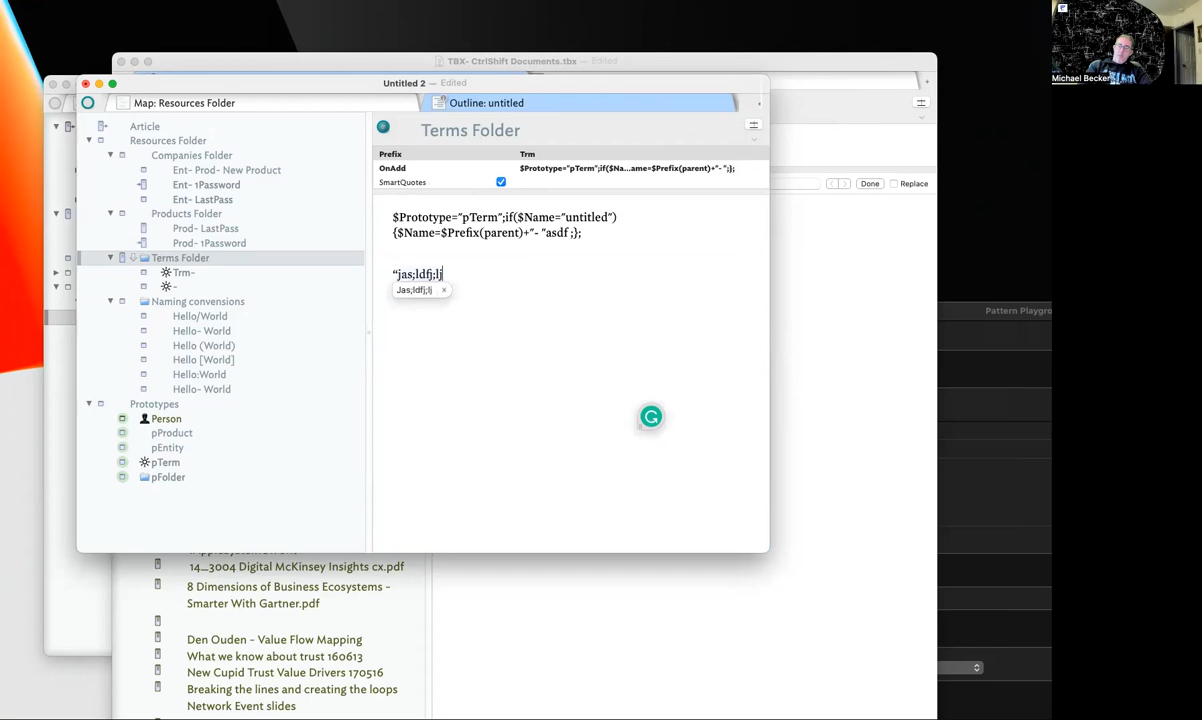 Michael Becker
TBX- CtrlShift Documents.tbx — Edited
Untitled 2 — Edited
Map: Resources Folder
Outline: untitled
Article
Resources Folder
Companies Folder
Ent- Prod- New Product
Ent- 1Password
Ent- LastPass
Products Folder
Prod- LastPass
Prod- 1Password
Terms Folder
Trm-
-
Naming convensions
Hello/World
Hello- World
Hello (World)
Hello [World]
Hello:World
Hello- World
Prototypes
Person
pProduct
pEntity
pTerm
pFolder
Terms Folder
Prefix Trm
OnAdd $Prototype="pTerm";if($Na...ame=$Prefix(parent)+"- ";};
SmartQuotes
$Prototype="pTerm";if($Name="untitled")
{$Name=$Prefix(parent)+"- "asdf ;};
“jas;ldfj;lj
Jas;ldfj;lj ×
Done Replace
Pattern Playgro
14_3004 Digital McKinsey Insights cx.pdf
8 Dimensions of Business Ecosystems -
Smarter With Gartner.pdf
Den Ouden - Value Flow Mapping
What we know about trust 160613
New Cupid Trust Value Drivers 170516
Breaking the lines and creating the loops
Network Event slides